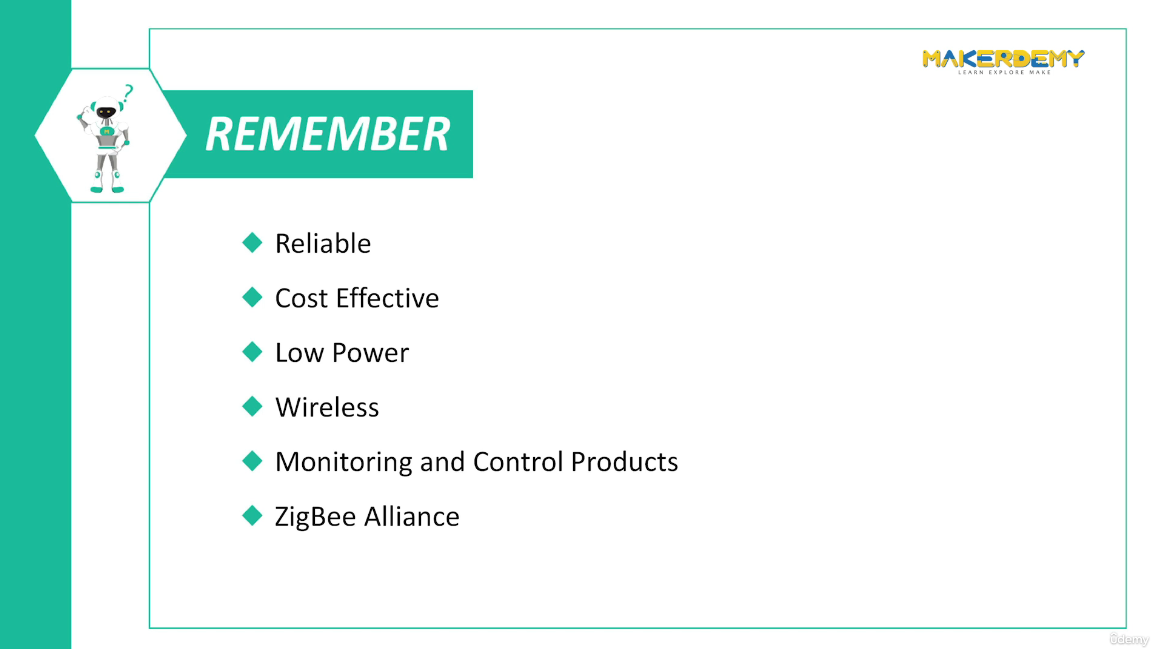 MAKERDEMY
LEARN EXPLORE MAKE
?
REMEMBER
Reliable
Cost Effective
Low Power
Wireless
Monitoring and Control Products
ZigBee Alliance
ûdemy